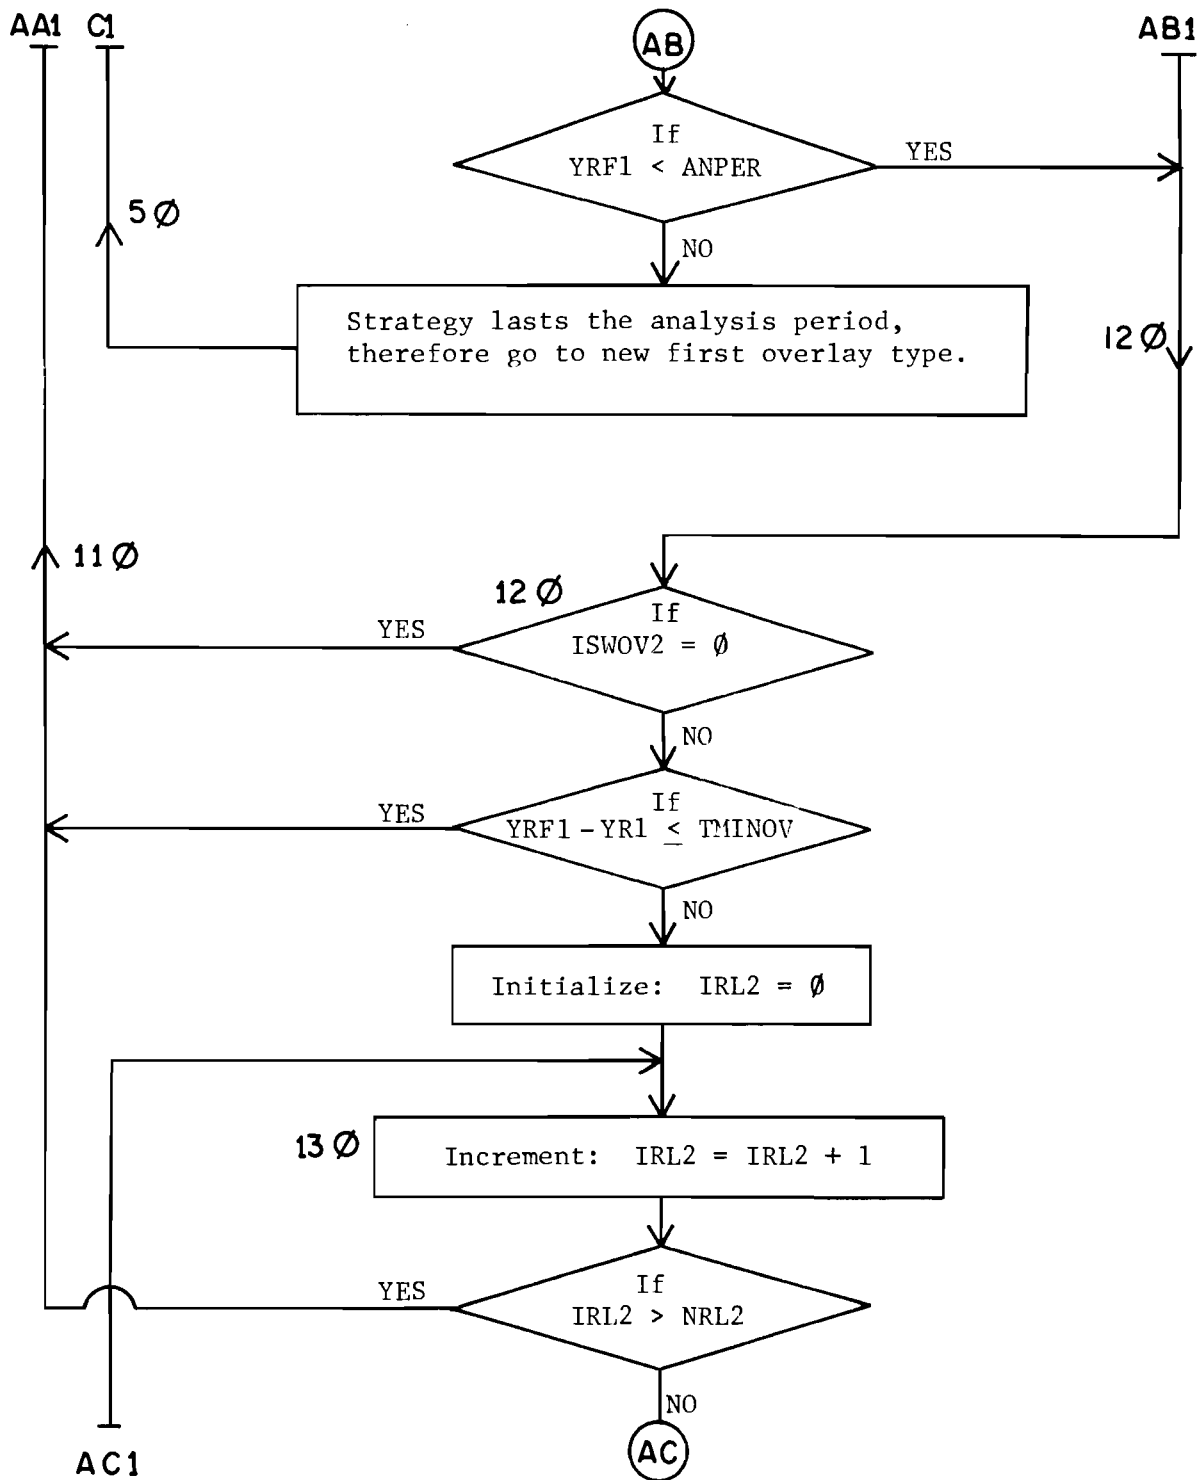 AA1 C1
AB
AB1
If
YRF1 < ANPER
YES
5Ø
NO
Strategy lasts the analysis period,
therefore go to new first overlay type.
12Ø
11Ø
12Ø
If
ISWOV2 = Ø
YES
NO
If
YRF1 - YR1 ≤ TMINOV
YES
NO
Initialize: IRL2 = Ø
13Ø
Increment: IRL2 = IRL2 + 1
YES
If
IRL2 > NRL2
NO
AC
AC1